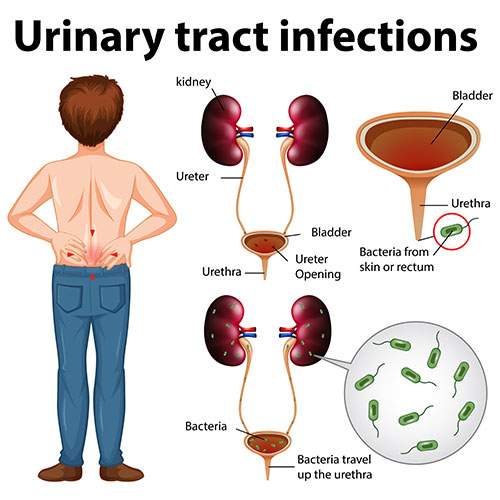 Urinary tract infections
kidney
Ureter
Bladder
Ureter
Opening
Urethra
Bladder
Urethra
Bacteria from
skin or rectum
Bacteria
Bacteria travel
up the urethra